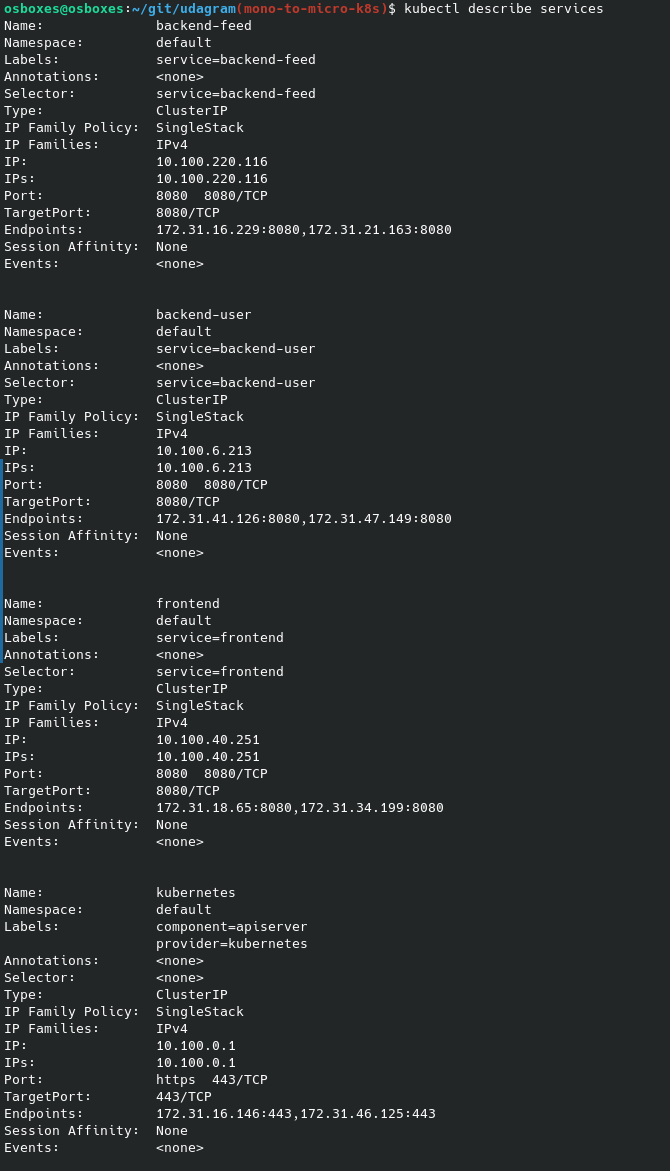 osboxes@osboxes:~/git/udagram(mono-to-micro-k8s)$ kubectl describe services
Name:              backend-feed
Namespace:         default
Labels:            service=backend-feed
Annotations:       <none>
Selector:          service=backend-feed
Type:              ClusterIP
IP Family Policy:  SingleStack
IP Families:       IPv4
IP:                10.100.220.116
IPs:               10.100.220.116
Port:              8080  8080/TCP
TargetPort:        8080/TCP
Endpoints:         172.31.16.229:8080,172.31.21.163:8080
Session Affinity:  None
Events:            <none>
Name:              backend-user
Namespace:         default
Labels:            service=backend-user
Annotations:       <none>
Selector:          service=backend-user
Type:              ClusterIP
IP Family Policy:  SingleStack
IP Families:       IPv4
IP:                10.100.6.213
IPs:               10.100.6.213
Port:              8080  8080/TCP
TargetPort:        8080/TCP
Endpoints:         172.31.41.126:8080,172.31.47.149:8080
Session Affinity:  None
Events:            <none>
Name:              frontend
Namespace:         default
Labels:            service=frontend
Annotations:       <none>
Selector:          service=frontend
Type:              ClusterIP
IP Family Policy:  SingleStack
IP Families:       IPv4
IP:                10.100.40.251
IPs:               10.100.40.251
Port:              8080  8080/TCP
TargetPort:        8080/TCP
Endpoints:         172.31.18.65:8080,172.31.34.199:8080
Session Affinity:  None
Events:            <none>
Name:              kubernetes
Namespace:         default
Labels:            component=apiserver
                   provider=kubernetes
Annotations:       <none>
Selector:          <none>
Type:              ClusterIP
IP Family Policy:  SingleStack
IP Families:       IPv4
IP:                10.100.0.1
IPs:               10.100.0.1
Port:              https  443/TCP
TargetPort:        443/TCP
Endpoints:         172.31.16.146:443,172.31.46.125:443
Session Affinity:  None
Events:            <none>